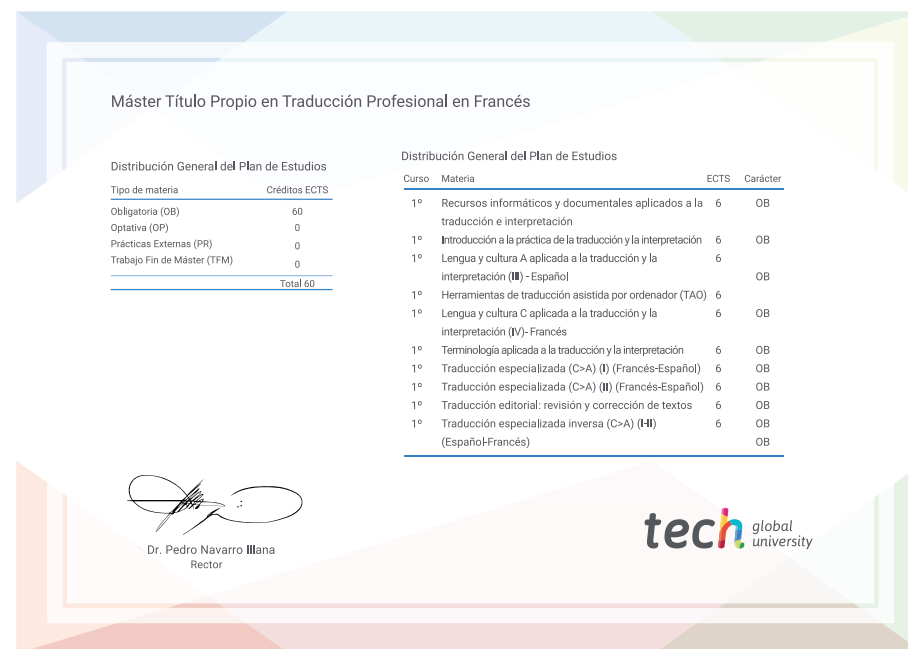 Máster Título Propio en Traducción Profesional en Francés
Distribución General del Plan de Estudios
Tipo de materia Créditos ECTS
Obligatoria (OB) 60
Optativa (OP) 0
Prácticas Externas (PR) 0
Trabajo Fin de Máster (TFM) 0
Total 60
Distribución General del Plan de Estudios
Curso Materia ECTS Carácter
1º Recursos informáticos y documentales aplicados a la 6 OB
traducción e interpretación
1º Introducción a la práctica de la traducción y la interpretación 6 OB
1º Lengua y cultura A aplicada a la traducción y la 6
interpretación (III) - Español OB
1º Herramientas de traducción asistida por ordenador (TAO) 6
1º Lengua y cultura C aplicada a la traducción y la 6 OB
interpretación (IV)- Francés
1º Terminología aplicada a la traducción y la interpretación 6 OB
1º Traducción especializada (C>A) (I) (Francés-Español) 6 OB
1º Traducción especializada (C>A) (II) (Francés-Español) 6 OB
1º Traducción editorial: revisión y corrección de textos 6 OB
1º Traducción especializada inversa (C>A) (I-II) 6 OB
(Español-Francés) OB
Dr. Pedro Navarro Illana
Rector
tech global
university